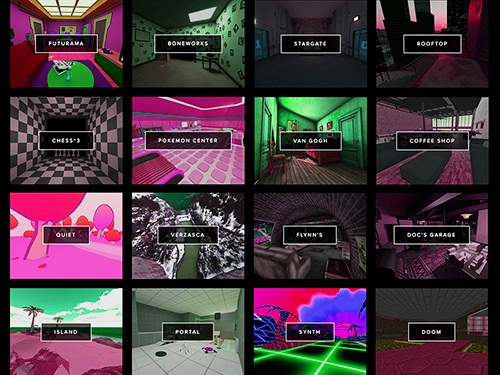 FUTURAMA
BONEWORKS
STARGATE
ROOFTOP
CHESS^3
POKEMON CENTER
VAN GOGH
COFFEE SHOP
QUIET
VERZASCA
FLYNN'S
DOC'S GARAGE
ISLAND
PORTAL
SYNTH
DOOM